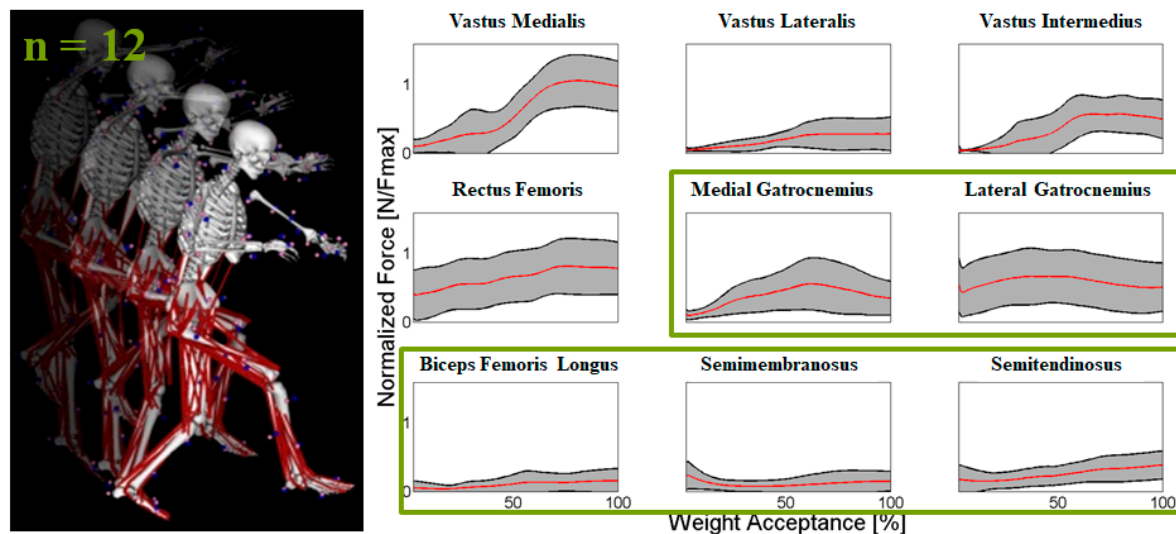 n = 12
Vastus Medialis
Vastus Lateralis
Vastus Intermedius
1
0
Normalized Force [N/Fmax]
Rectus Femoris
Medial Gatrocnemius
Lateral Gatrocnemius
1
0
Biceps Femoris Longus
Semimembranosus
Semitendinosus
1
0
50
100
50
100
50
100
Weight Acceptance [%]